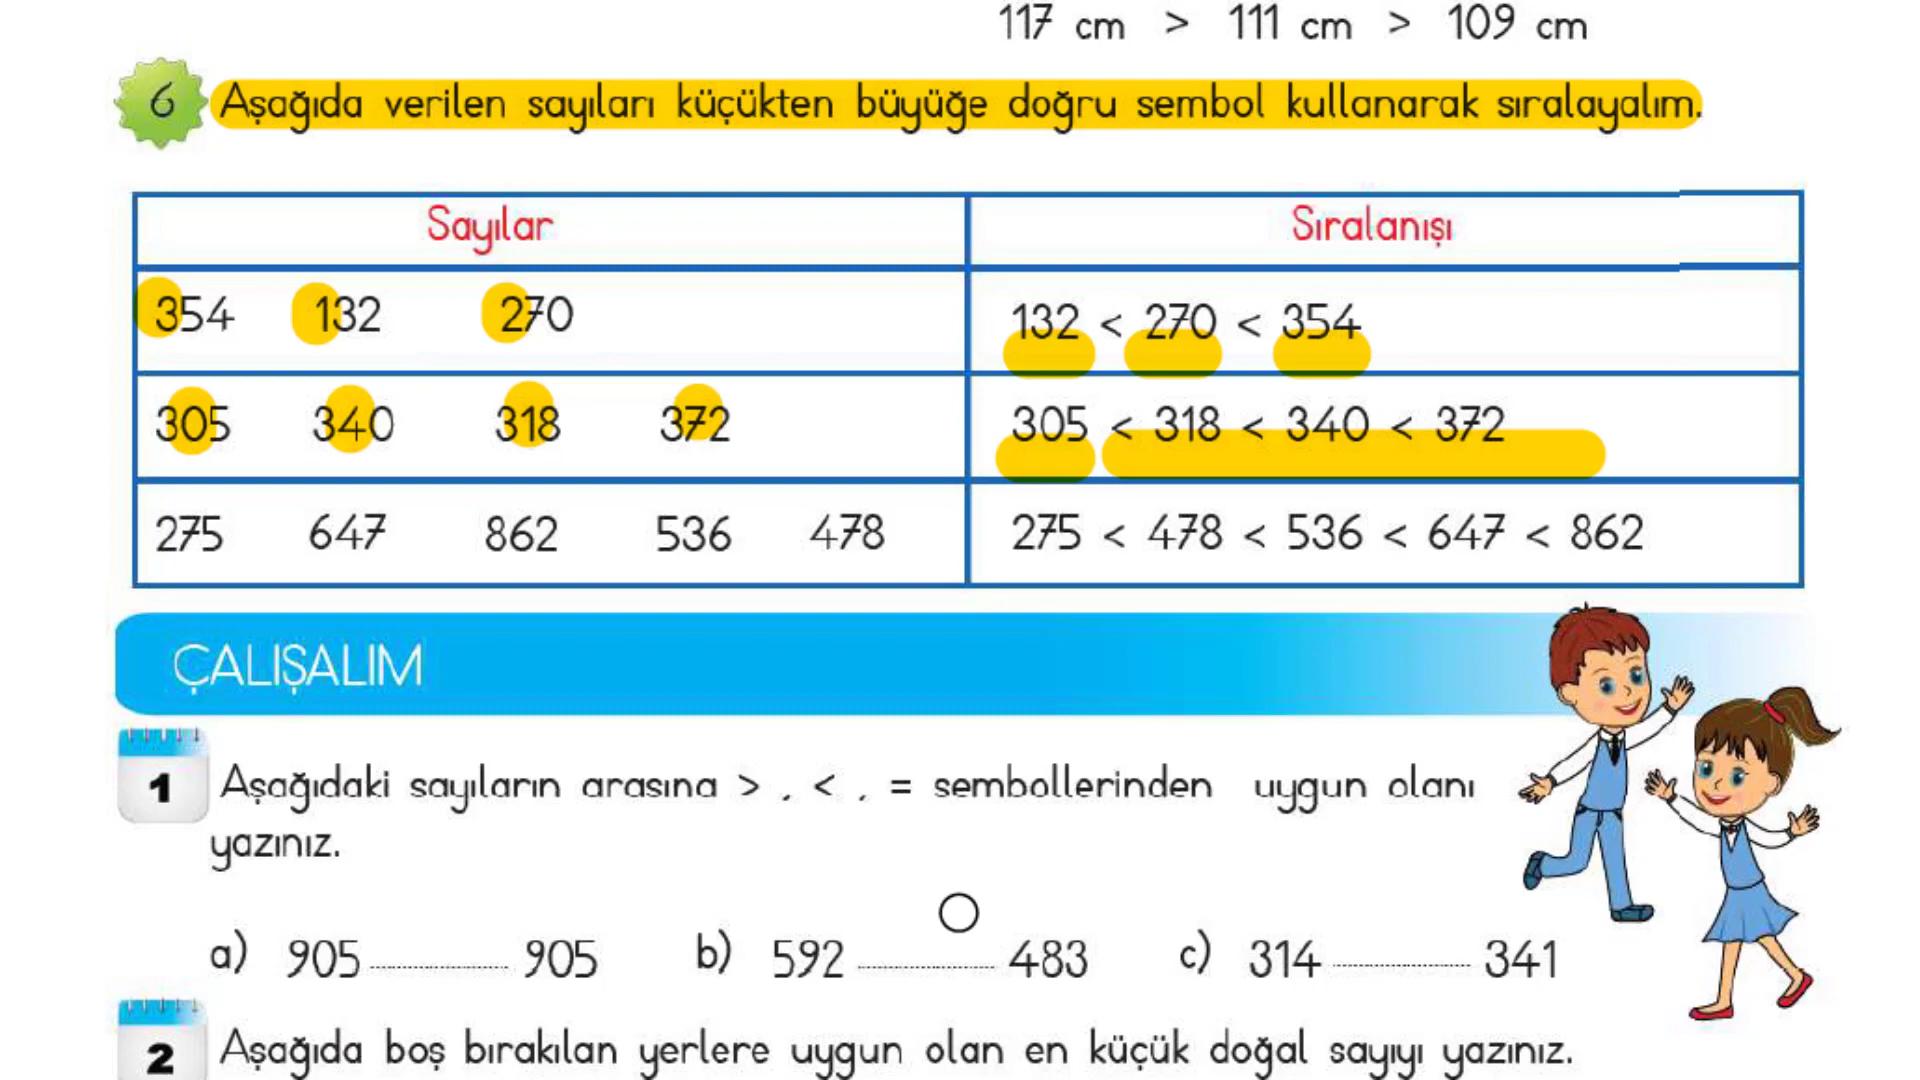 117 cm > 111 cm > 109 cm
6 Aşağıda verilen sayıları küçükten büyüğe doğru sembol kullanarak sıralayalım.
Sayılar Sıralanışı
354 132 270 132 < 270 < 354
305 340 318 372 305 < 318 < 340 < 372
275 647 862 536 478 275 < 478 < 536 < 647 < 862
ÇALIŞALIM
1 Aşağıdaki sayıların arasına > , < , = sembollerinden uygun olanı
yazınız.
a) 905 ................ 905 b) 592 ................ 483 c) 314 ................ 341
2 Aşağıda boş bırakılan yerlere uygun olan en küçük doğal sayıyı yazınız.